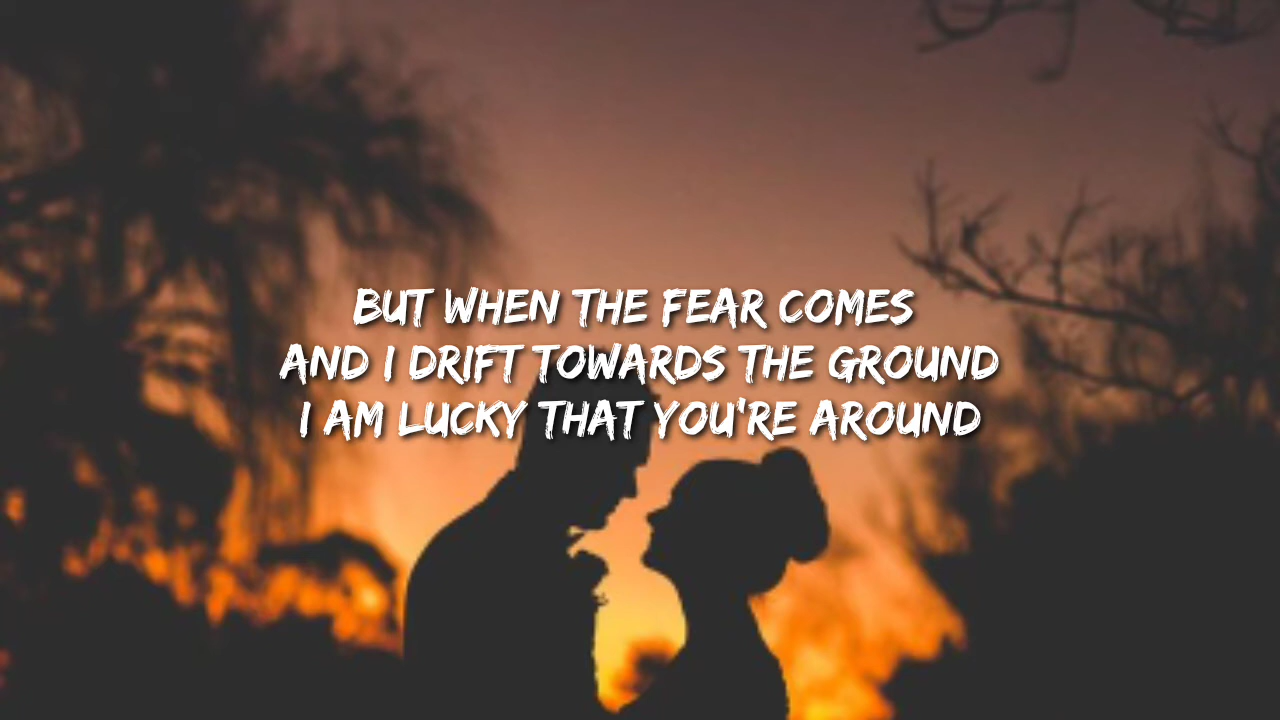 BUT WHEN THE FEAR COMES
AND I DRIFT TOWARDS THE GROUND
I AM LUCKY THAT YOU'RE AROUND